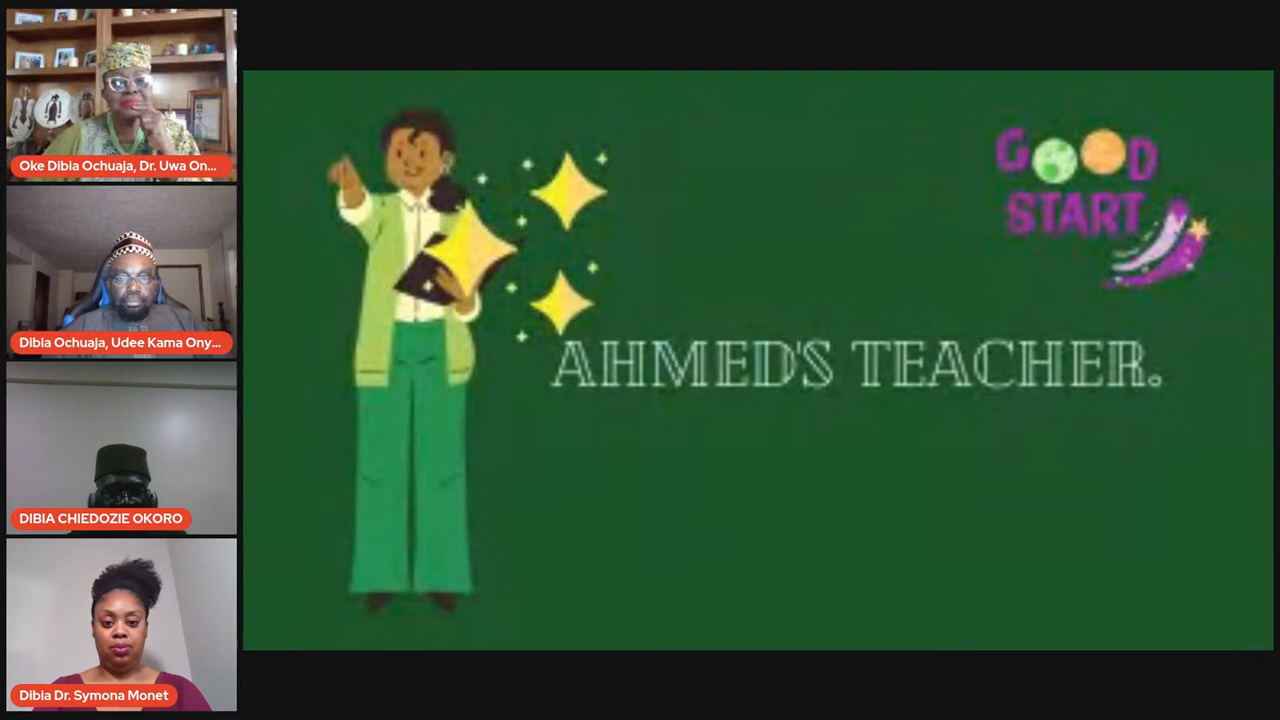 Oke Dibia Ochuaja, Dr. Uwa On...
Dibia Ochuaja, Udee Kama Ony...
DIBIA CHIEDOZIE OKORO
Dibia Dr. Symona Monet
GOOD
START
AHMED'S TEACHER.